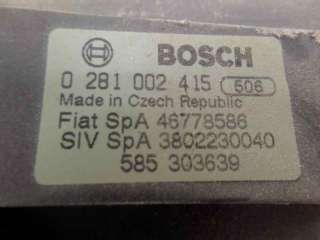 BOSCH
0 281 002 415 506
Made in Czech Republic
Fiat SpA 46778586
SIV SpA 3802230040
585 303639